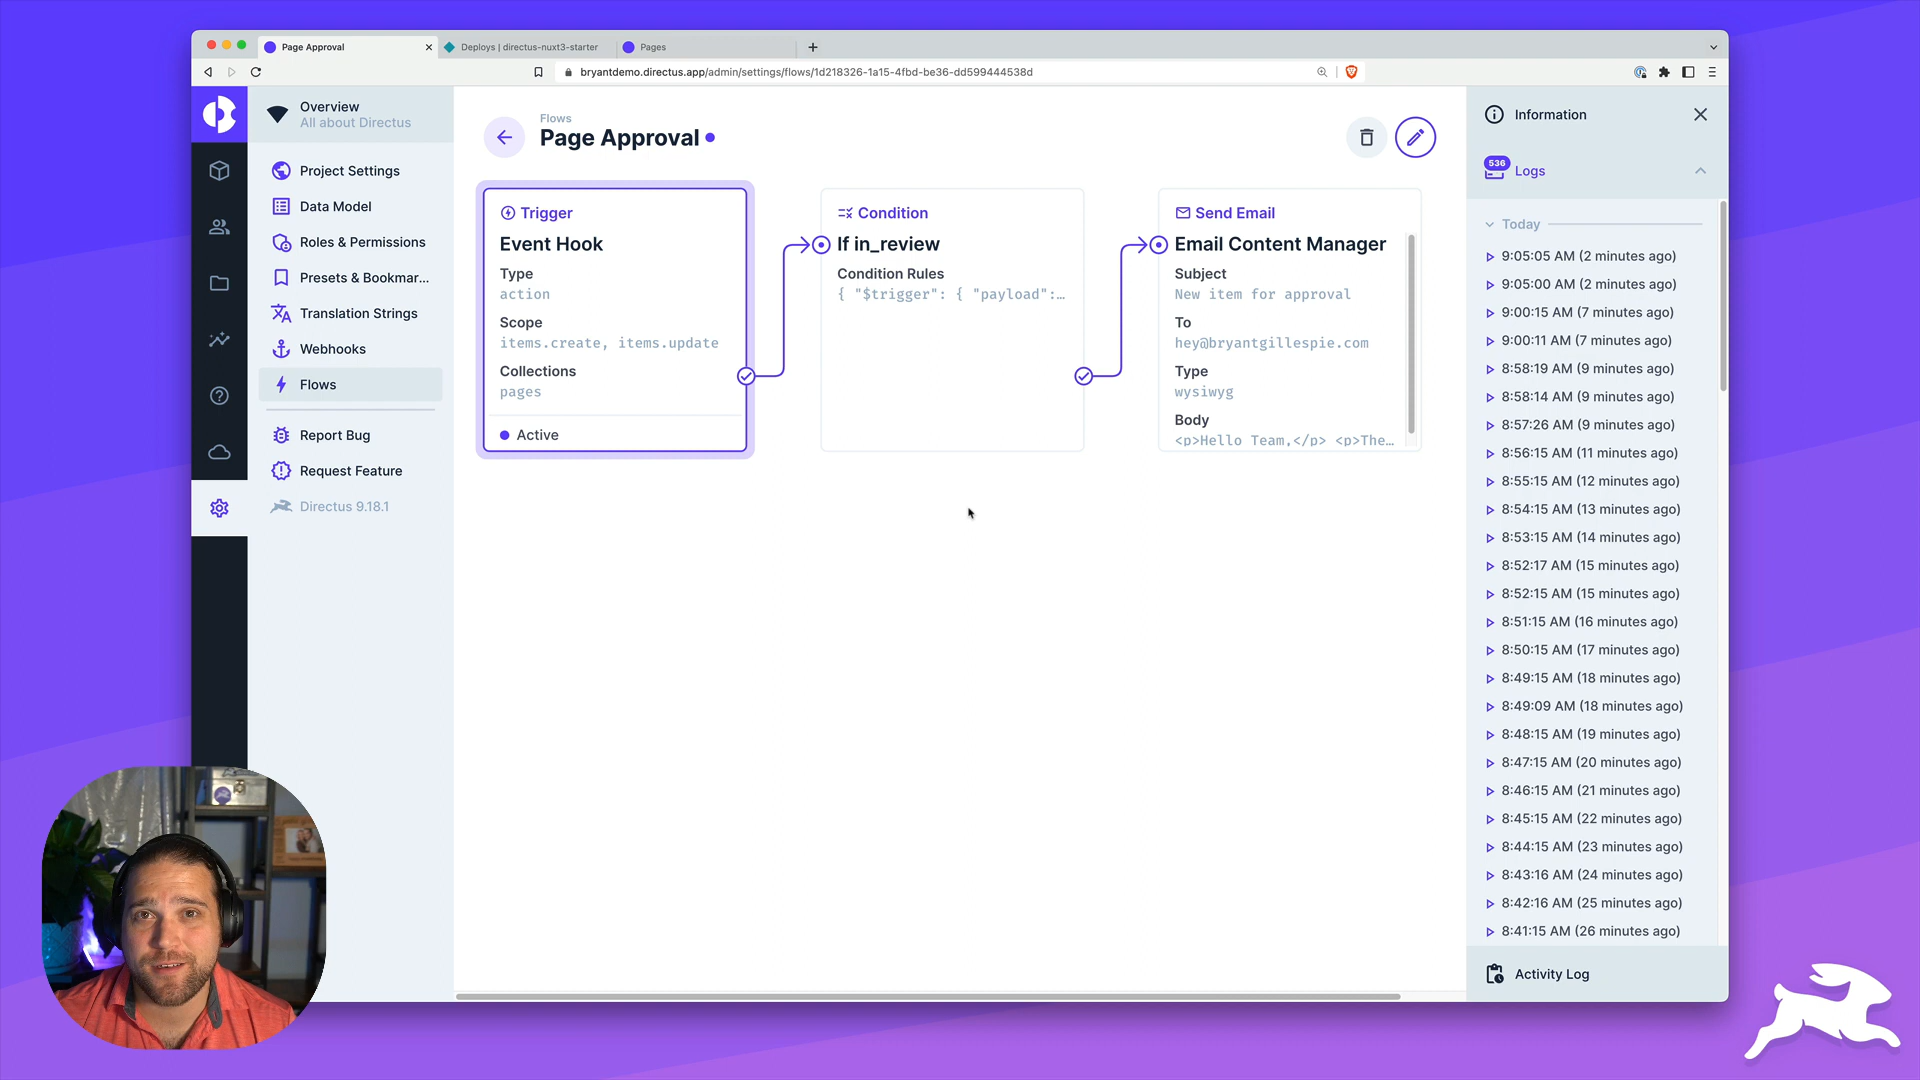 Page Approval
Deploys | directus-nuxt3-starter
Pages
bryantdemo.directus.app/admin/settings/flows/1d218326-1a15-4fbd-be36-dd599444538d
Overview
All about Directus
Project Settings
Data Model
Roles & Permissions
Presets & Bookmar...
Translation Strings
Webhooks
Flows
Report Bug
Request Feature
Directus 9.18.1
Flows
Page Approval
Trigger
Event Hook
Type
action
Scope
items.create, items.update
Collections
pages
Active
Condition
If in_review
Condition Rules
{ "$trigger": { "payload":…
Send Email
Email Content Manager
Subject
New item for approval
To
hey@bryantgillespie.com
Type
wysiwyg
Body
<p>Hello Team,</p> <p>The…
Information
536
Logs
Today
9:05:05 AM (2 minutes ago)
9:05:00 AM (2 minutes ago)
9:00:15 AM (7 minutes ago)
9:00:11 AM (7 minutes ago)
8:58:19 AM (9 minutes ago)
8:58:14 AM (9 minutes ago)
8:57:26 AM (9 minutes ago)
8:56:15 AM (11 minutes ago)
8:55:15 AM (12 minutes ago)
8:54:15 AM (13 minutes ago)
8:53:15 AM (14 minutes ago)
8:52:17 AM (15 minutes ago)
8:52:15 AM (15 minutes ago)
8:51:15 AM (16 minutes ago)
8:50:15 AM (17 minutes ago)
8:49:15 AM (18 minutes ago)
8:49:09 AM (18 minutes ago)
8:48:15 AM (19 minutes ago)
8:47:15 AM (20 minutes ago)
8:46:15 AM (21 minutes ago)
8:45:15 AM (22 minutes ago)
8:44:15 AM (23 minutes ago)
8:43:16 AM (24 minutes ago)
8:42:16 AM (25 minutes ago)
8:41:15 AM (26 minutes ago)
Activity Log